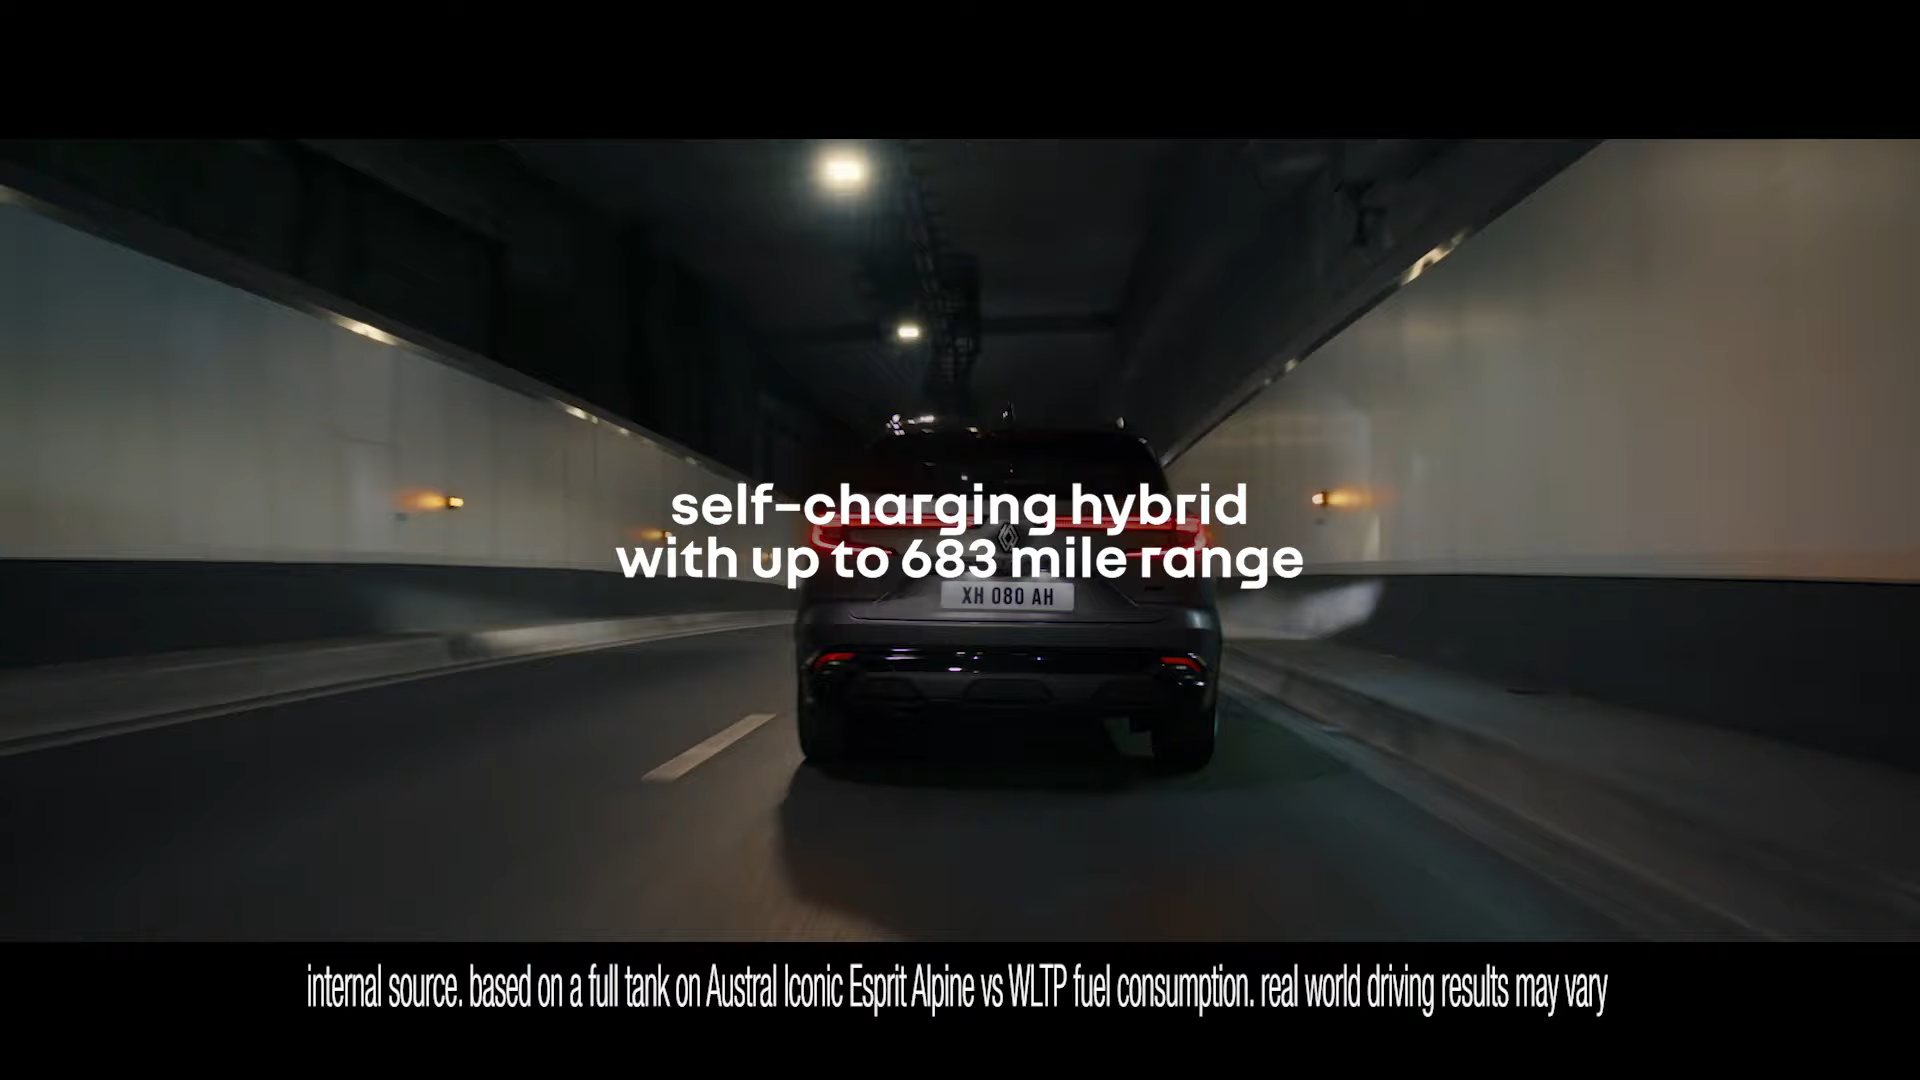 self-charging hybrid
with up to 683 mile range
XH 080 AH
internal source. based on a full tank on Austral Iconic Esprit Alpine vs WLTP fuel consumption. real world driving results may vary